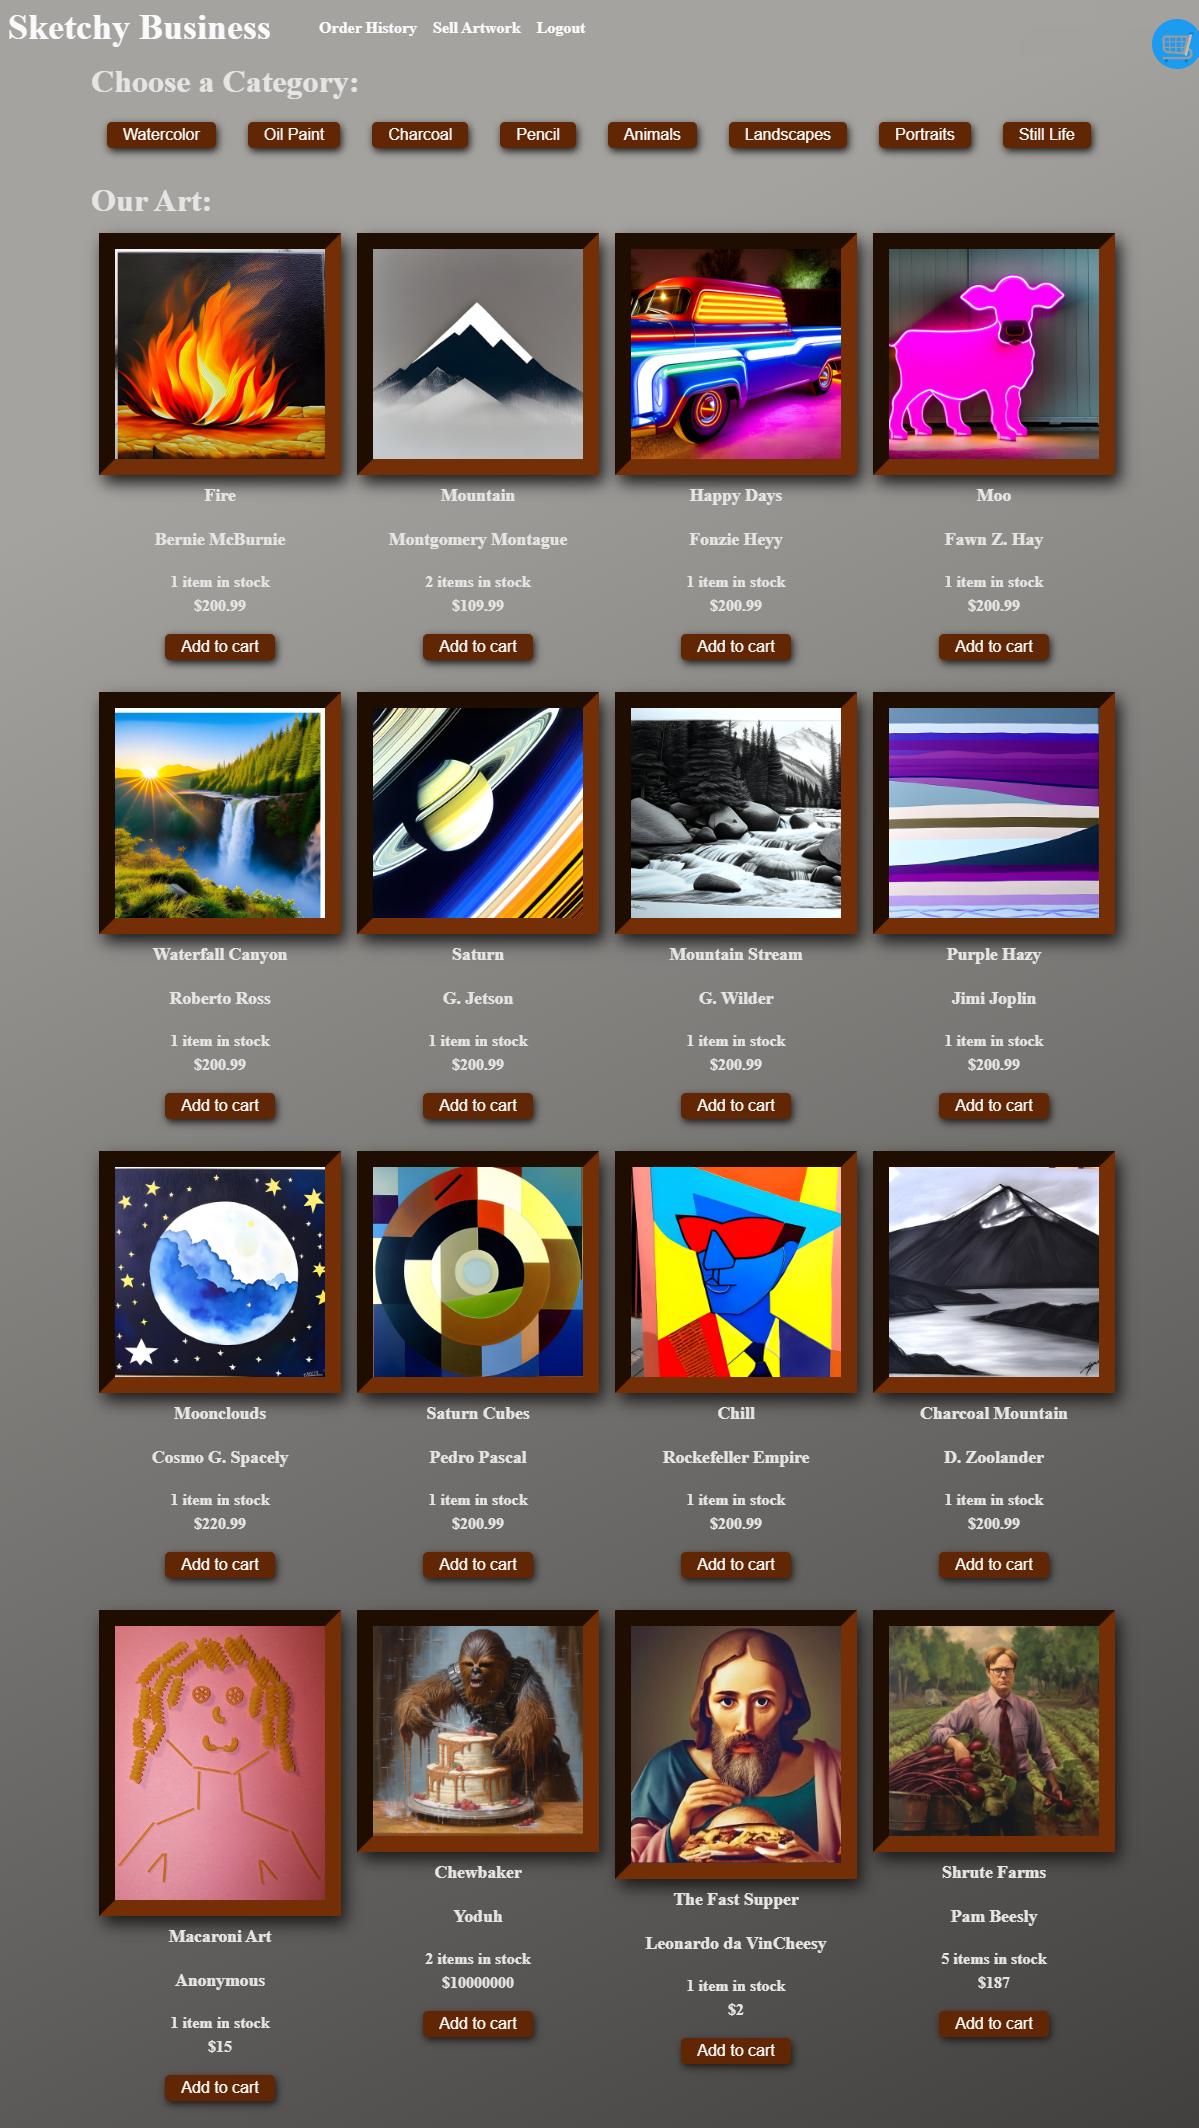 Sketchy Business
Order History Sell Artwork Logout
Choose a Category:
Watercolor Oil Paint Charcoal Pencil Animals Landscapes Portraits Still Life
Our Art:
Fire Mountain Happy Days Moo
Bernie McBurnie Montgomery Montague Fonzie Heyy Fawn Z. Hay
1 item in stock 2 items in stock 1 item in stock 1 item in stock
$200.99 $109.99 $200.99 $200.99
Add to cart Add to cart Add to cart Add to cart
Waterfall Canyon Saturn Mountain Stream Purple Hazy
Roberto Ross G. Jetson G. Wilder Jimi Joplin
1 item in stock 1 item in stock 1 item in stock 1 item in stock
$200.99 $200.99 $200.99 $200.99
Add to cart Add to cart Add to cart Add to cart
Moonclouds Saturn Cubes Chill Charcoal Mountain
Cosmo G. Spacely Pedro Pascal Rockefeller Empire D. Zoolander
1 item in stock 1 item in stock 1 item in stock 1 item in stock
$220.99 $200.99 $200.99 $200.99
Add to cart Add to cart Add to cart Add to cart
Macaroni Art
Anonymous
1 item in stock
$15
Add to cart
Chewbaker
Yoduh
2 items in stock
$10000000
Add to cart
The Fast Supper
Leonardo da VinCheesy
1 item in stock
$2
Add to cart
Shrute Farms
Pam Beesly
5 items in stock
$187
Add to cart